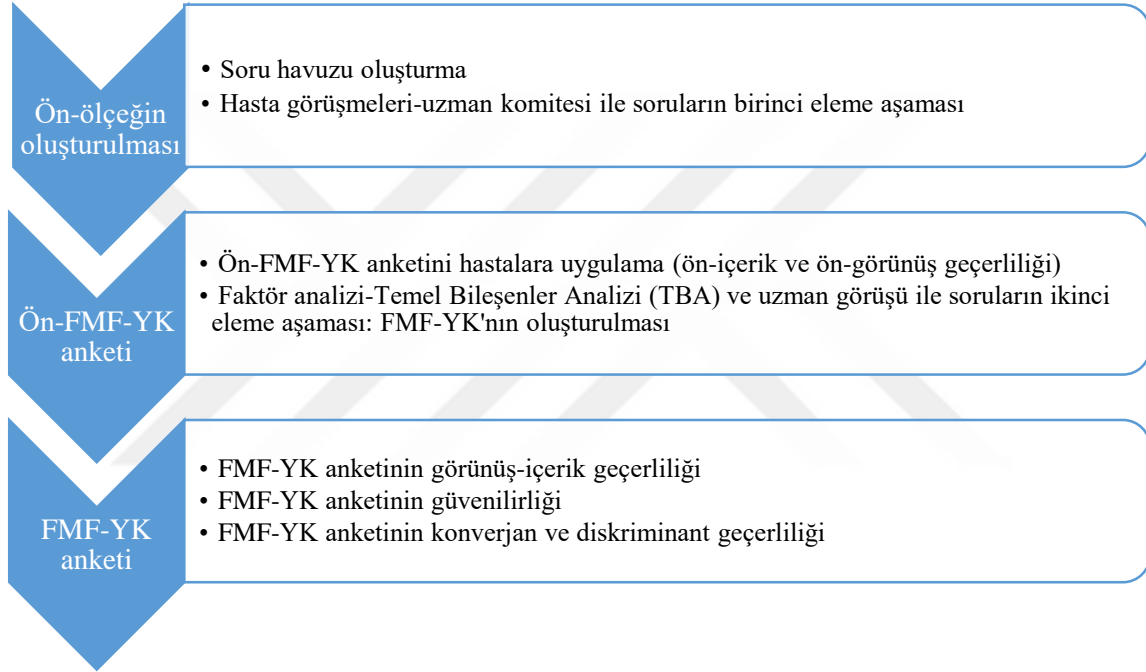 Ön-ölçeğin
oluşturulması
• Soru havuzu oluşturma
• Hasta görüşmeleri-uzman komitesi ile soruların birinci eleme aşaması
Ön-FMF-YK
anketi
• Ön-FMF-YK anketini hastalara uygulama (ön-içerik ve ön-görünüş geçerliliği)
• Faktör analizi-Temel Bileşenler Analizi (TBA) ve uzman görüşü ile soruların ikinci
eleme aşaması: FMF-YK'nın oluşturulması
FMF-YK
anketi
• FMF-YK anketinin görünüş-içerik geçerliliği
• FMF-YK anketinin güvenilirliği
• FMF-YK anketinin konverjan ve diskriminant geçerliliği